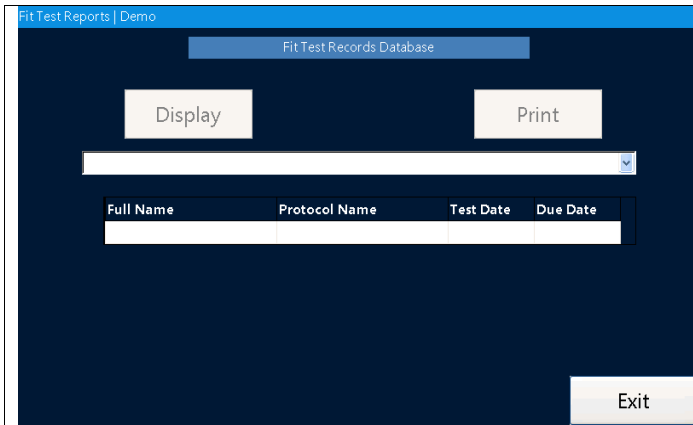 Fit Test Reports | Demo
Fit Test Records Database
Display Print
Full Name Protocol Name Test Date Due Date
Exit